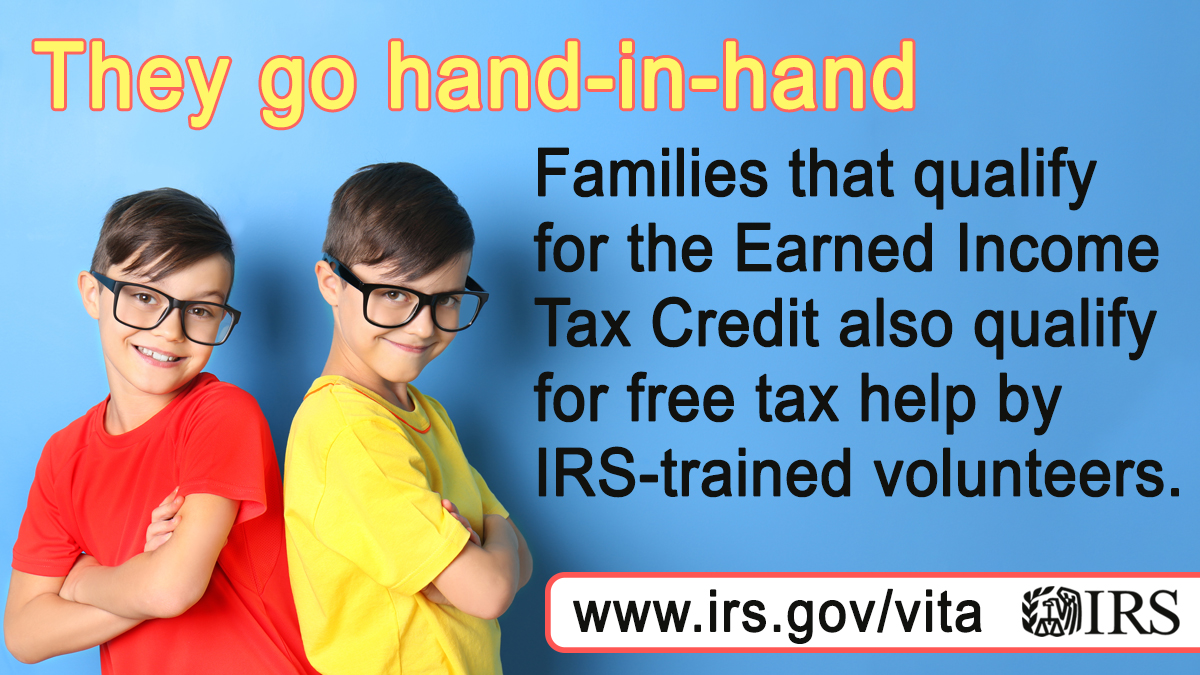 They go hand-in-hand
Families that qualify
for the Earned Income
Tax Credit also qualify
for free tax help by
IRS-trained volunteers.
www.irs.gov/vita
IRS